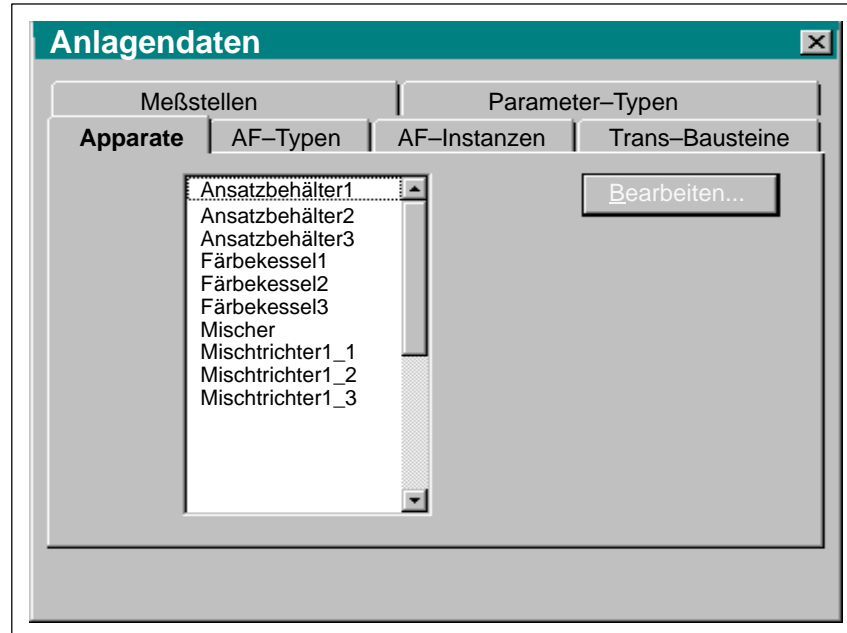 Anlagendaten
Meßstellen
Parameter–Typen
Apparate
AF–Typen
AF–Instanzen
Trans–Bausteine
Ansatzbehälter1
Bearbeiten...
Ansatzbehälter2
Ansatzbehälter3
Färbekessel1
Färbekessel2
Färbekessel3
Mischer
Mischtrichter1_1
Mischtrichter1_2
Mischtrichter1_3